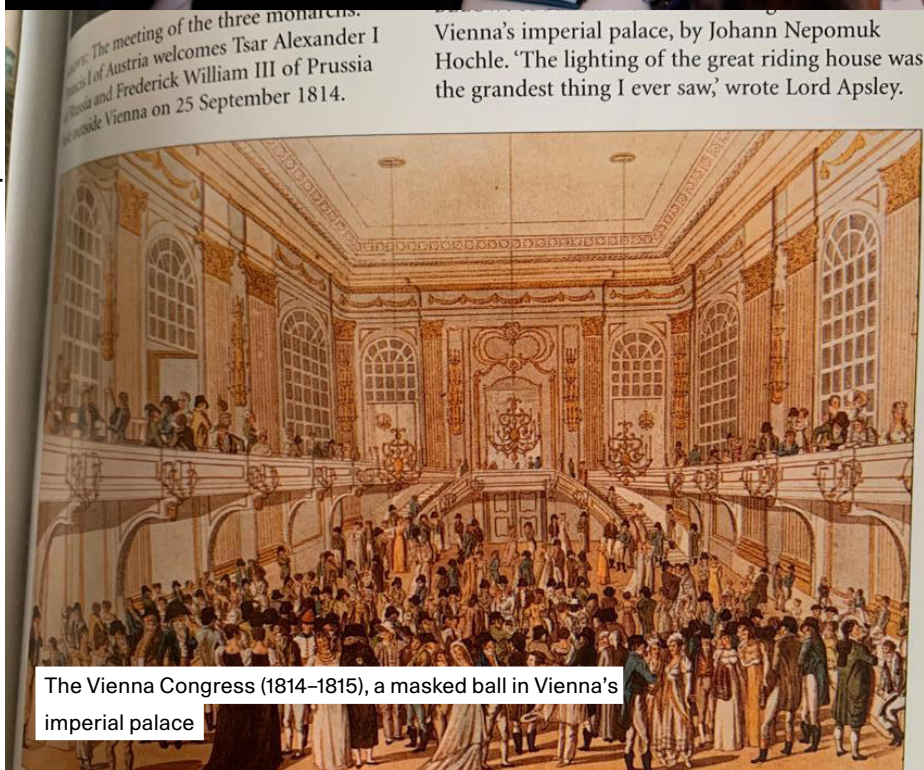 The meeting of the three monarchs.
I of Austria welcomes Tsar Alexander I
Russia and Frederick William III of Prussia
outside Vienna on 25 September 1814.
Vienna's imperial palace, by Johann Nepomuk
Hochle. 'The lighting of the great riding house was
the grandest thing I ever saw,' wrote Lord Apsley.
The Vienna Congress (1814–1815), a masked ball in Vienna's
imperial palace